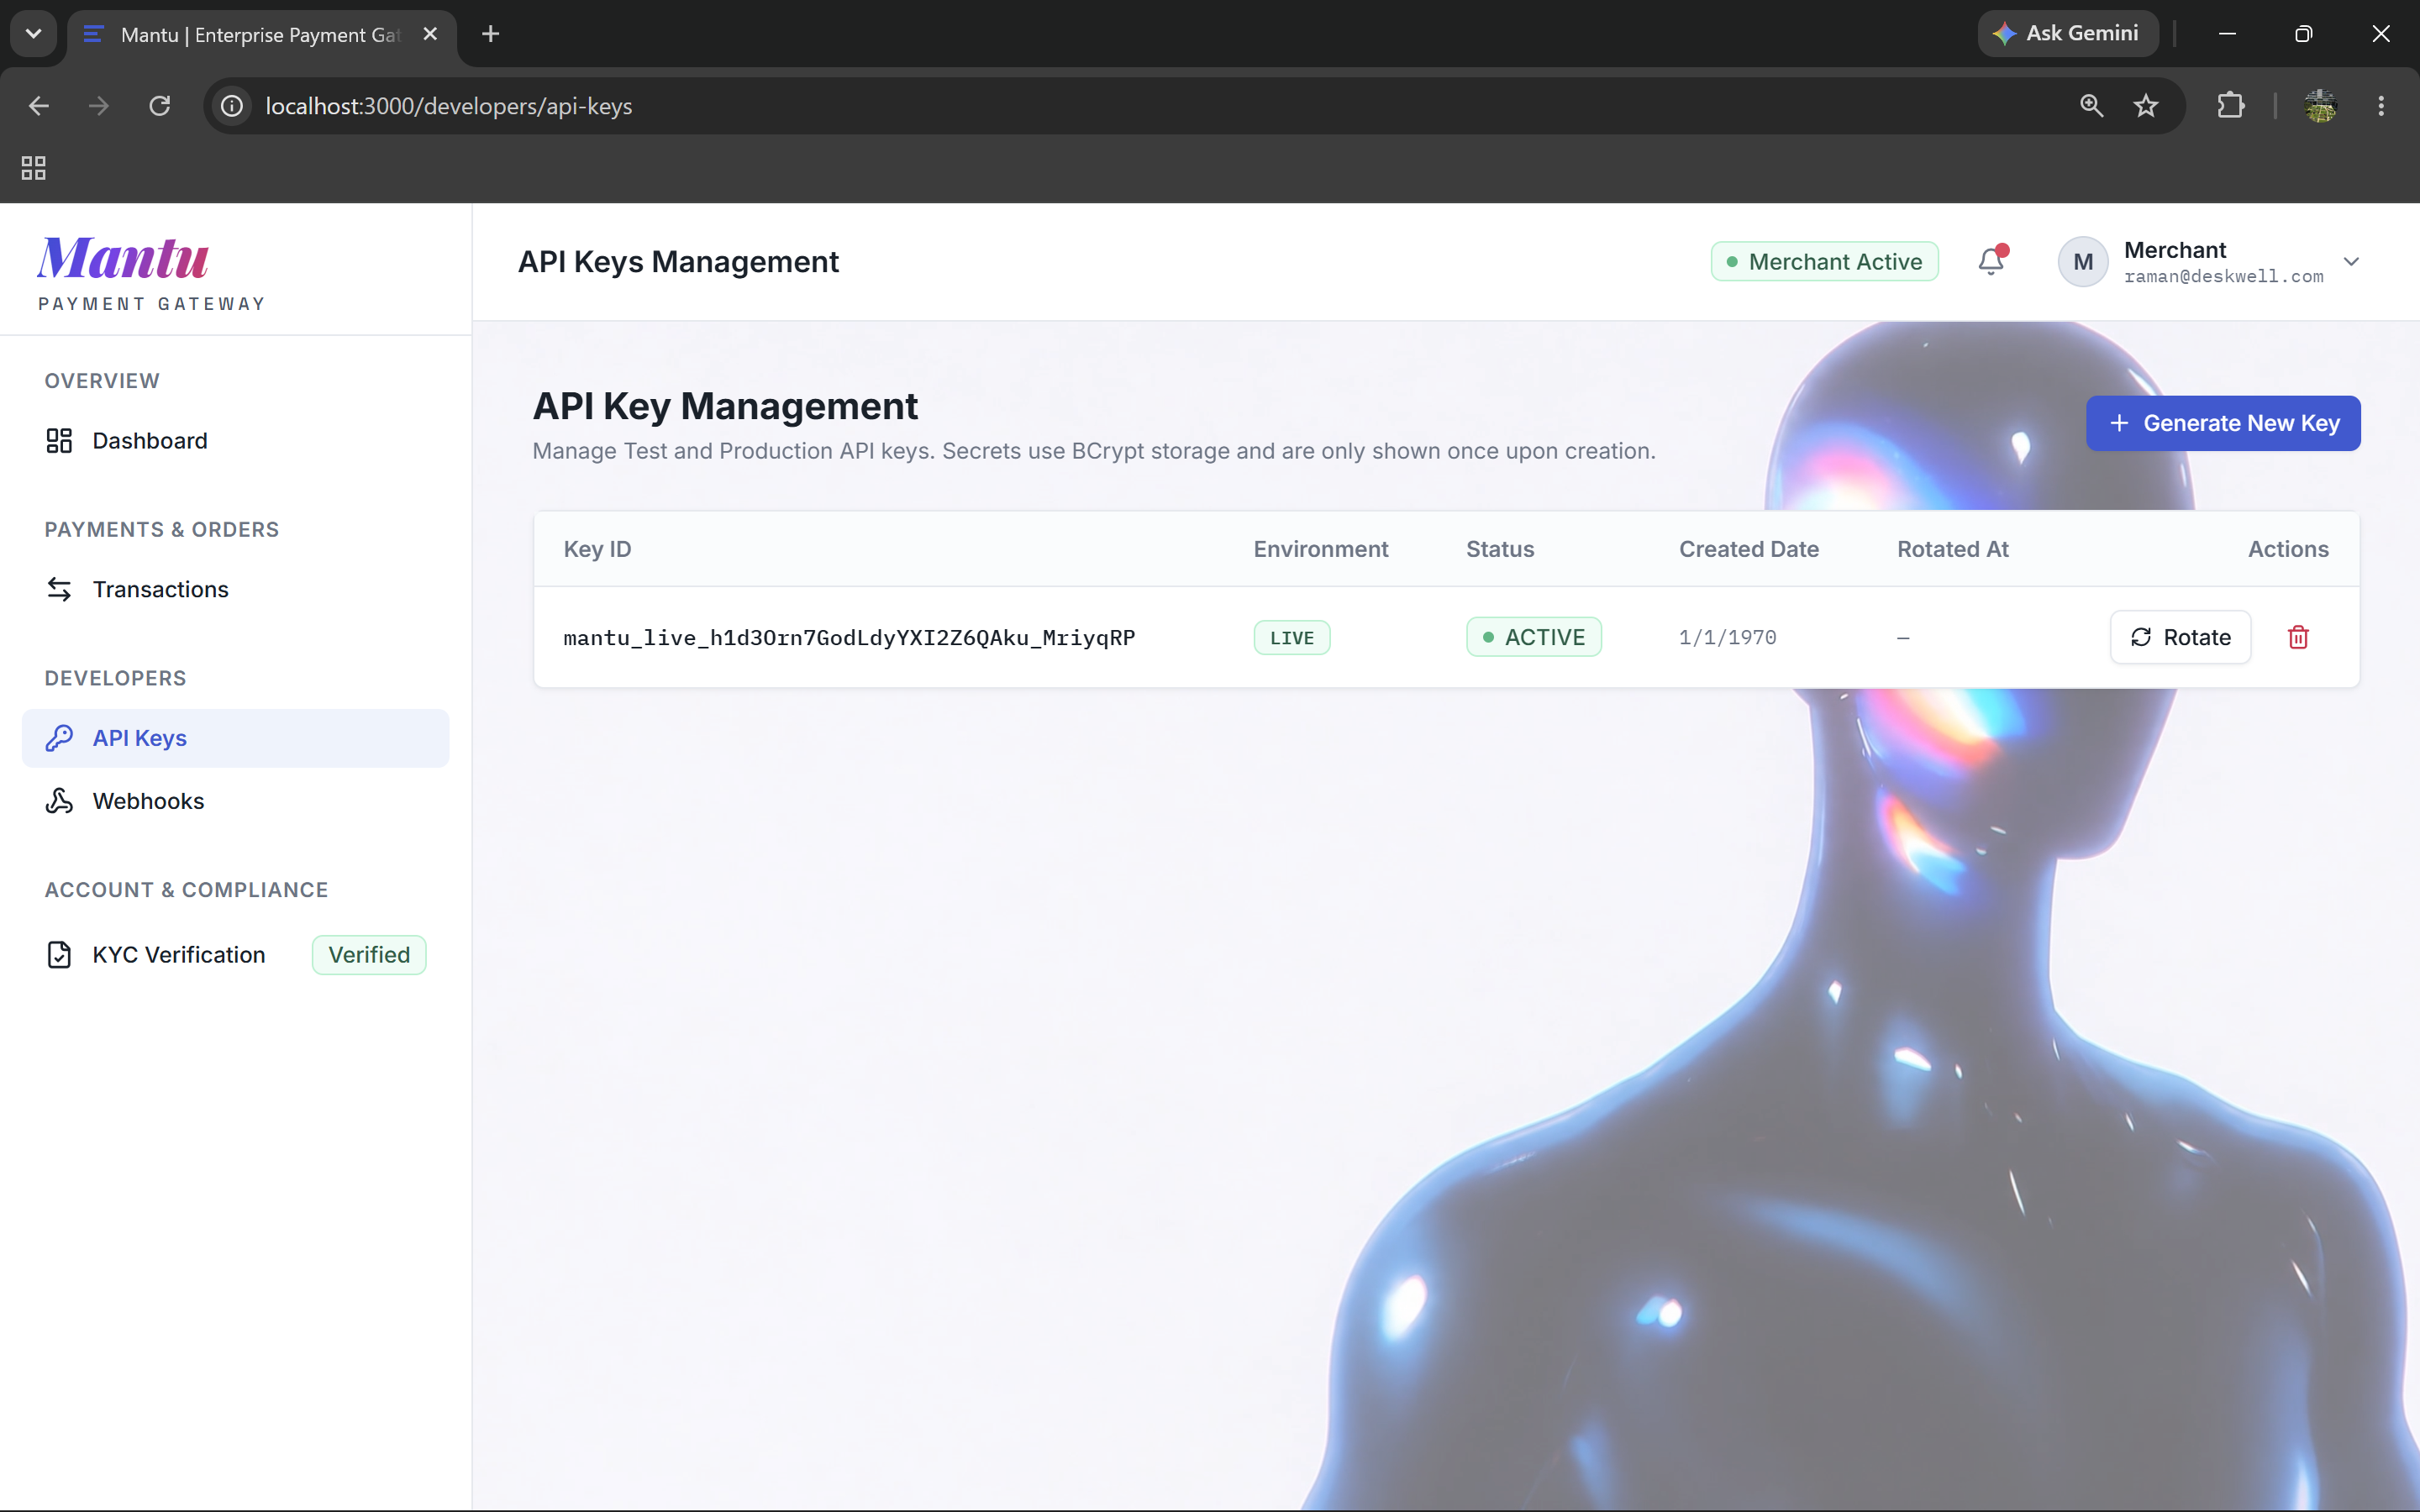 Mantu | Enterprise Payment Gat
Ask Gemini
localhost:3000/developers/api-keys
Mantu
PAYMENT GATEWAY
API Keys Management
Merchant Active
M
Merchant
raman@deskwell.com
OVERVIEW
Dashboard
PAYMENTS & ORDERS
Transactions
DEVELOPERS
API Keys
Webhooks
ACCOUNT & COMPLIANCE
KYC Verification Verified
API Key Management
Generate New Key
Manage Test and Production API keys. Secrets use BCrypt storage and are only shown once upon creation.
Key ID Environment Status Created Date Rotated At Actions
mantu_live_h1d3Orn7GodLdyYXI2Z6QAku_MriyqRP LIVE ACTIVE 1/1/1970 — Rotate